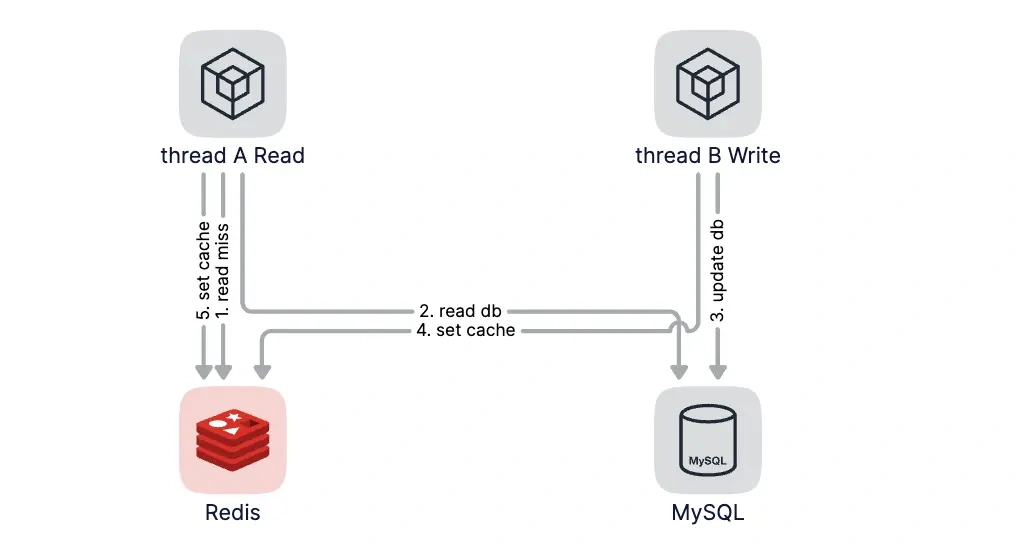 thread A Read
thread B Write
5. set cache
1. read miss
2. read db
4. set cache
3. update db
MySQL
Redis
MySQL